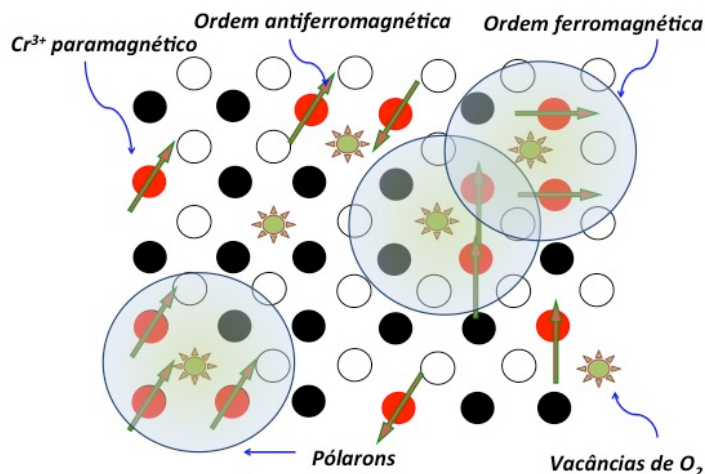 Ordem antiferromagnética
Ordem ferromagnética
Cr³⁺ paramagnético
Pólarons
Vacâncias de O₂